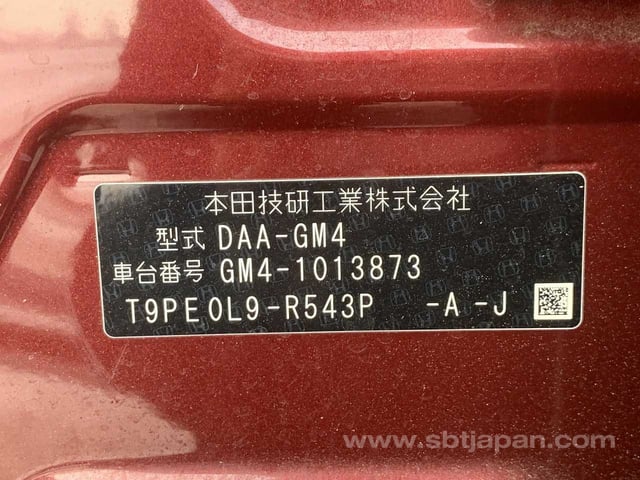 本田技研工業株式会社
型式 DAA-GM4
車台番号 GM4-1013873
T9PE0L9-R543P -A -J
www.sbtjapan.com